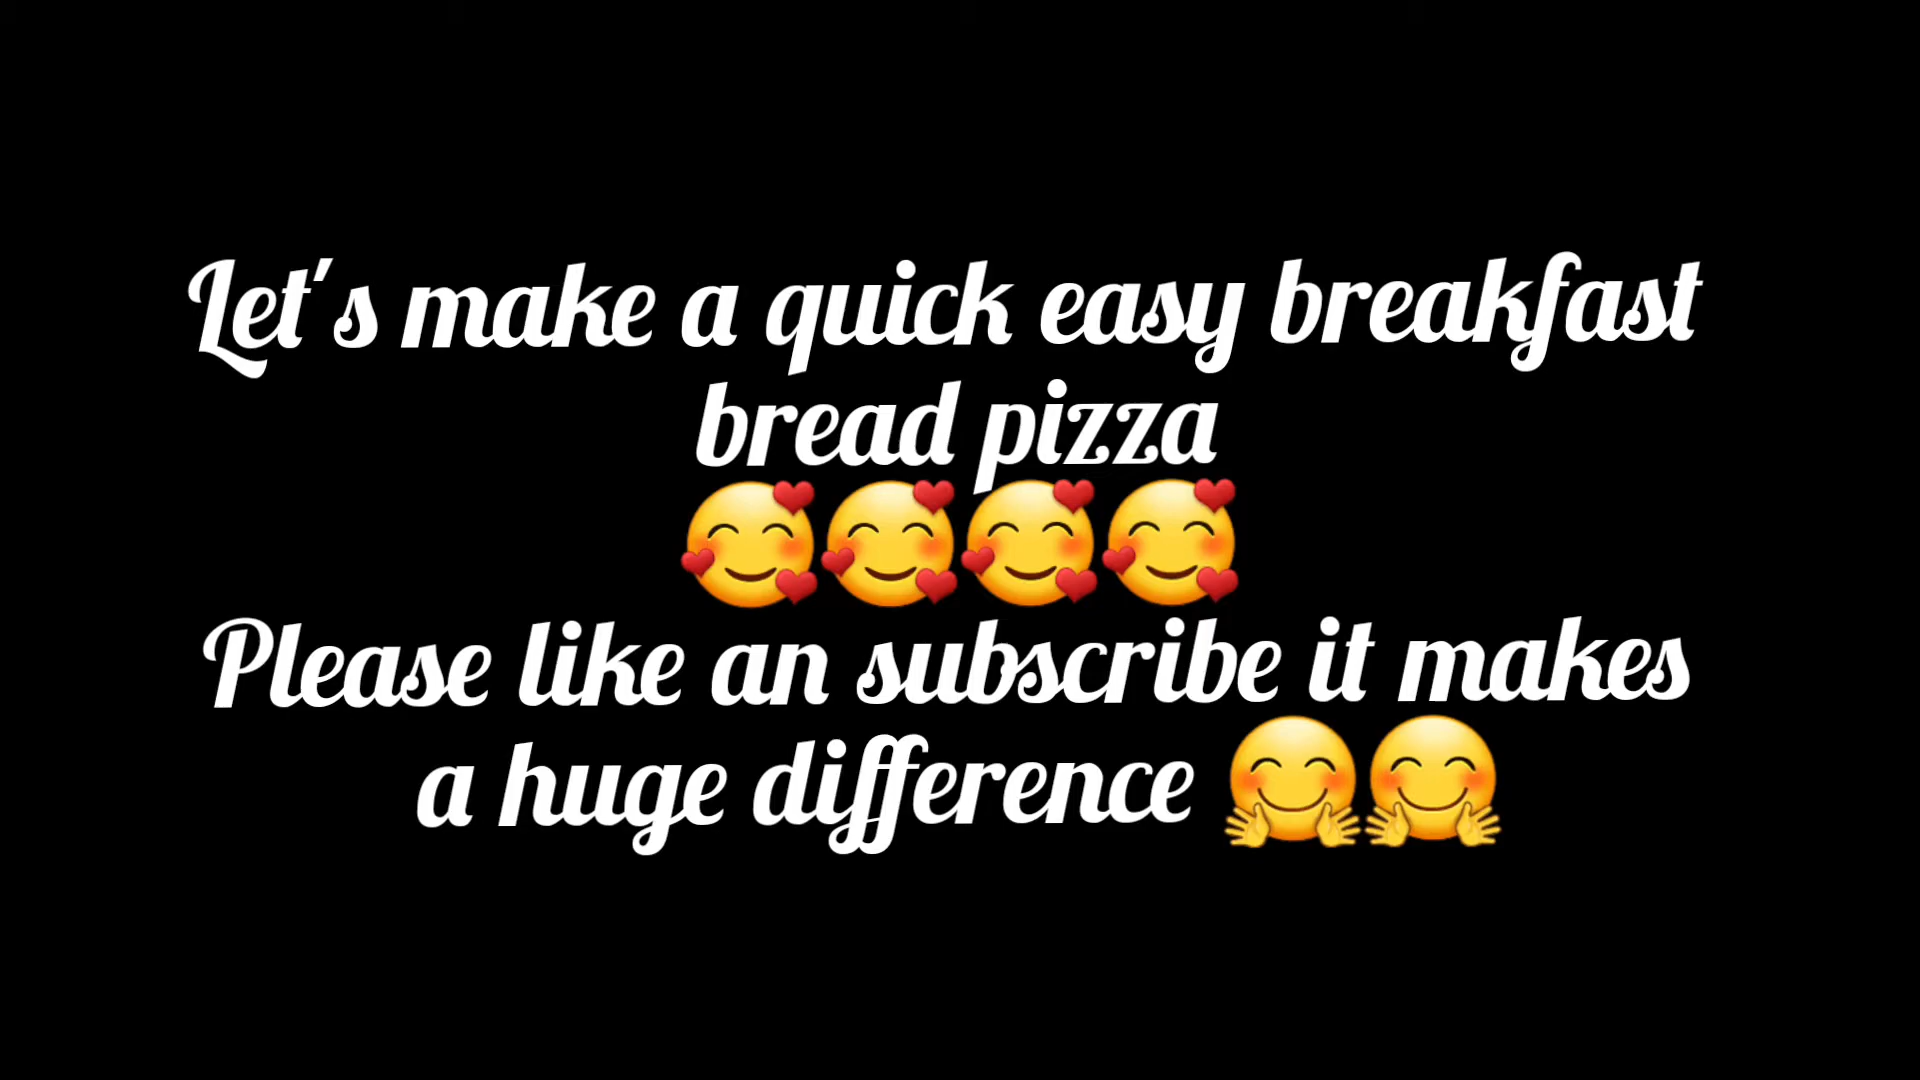 Let's make a quick easy breakfast
bread pizza
🥰🥰🥰🥰
Please like an subscribe it makes
a huge difference 🤗🤗